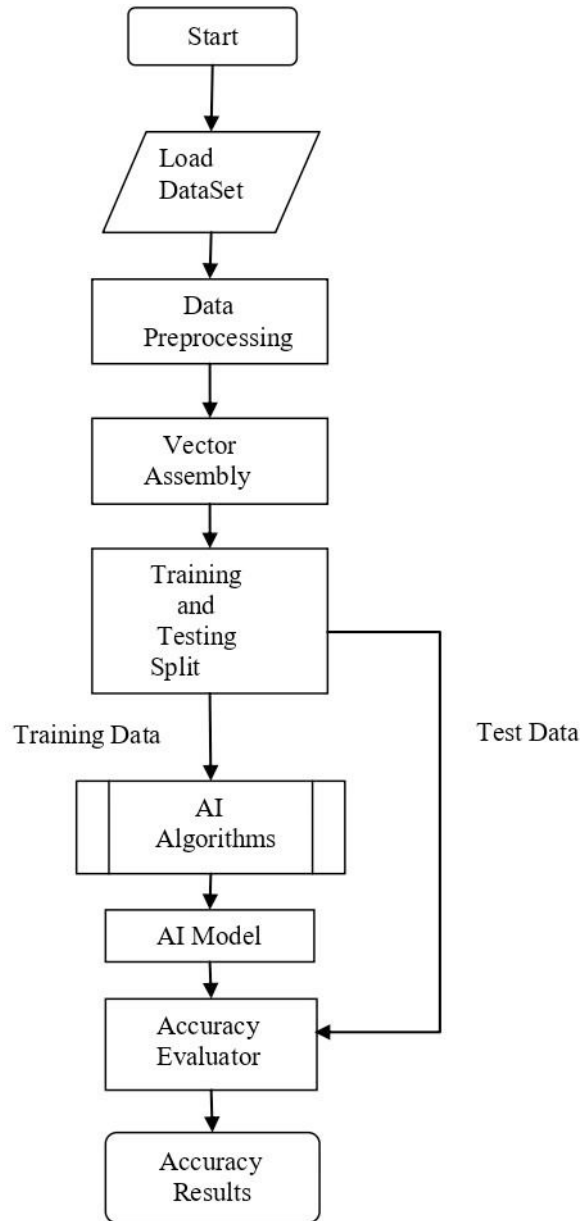 Start
Load
DataSet
Data
Preprocessing
Vector
Assembly
Training
and
Testing
Split
Training Data
Test Data
AI
Algorithms
AI Model
Accuracy
Evaluator
Accuracy
Results